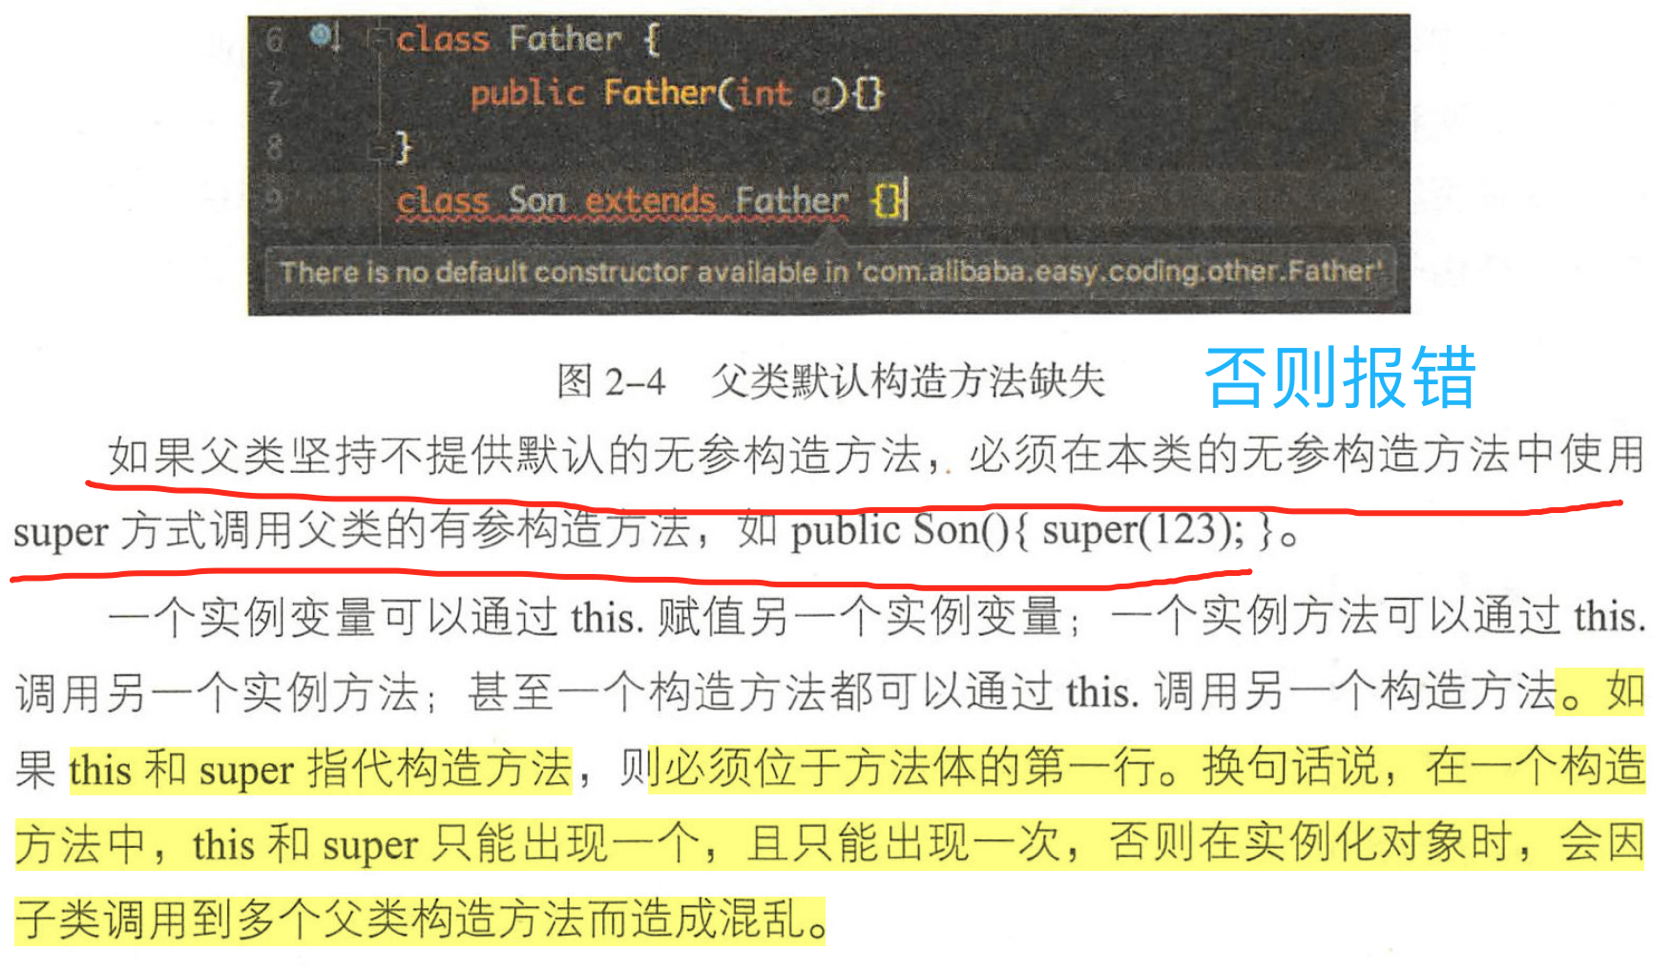 6 class Father {
7 public Father(int a){}
8 }
9 class Son extends Father {}
There is no default constructor available in 'com.alibaba.easy.coding.other.Father'
图 2-4 父类默认构造方法缺失
否则报错
如果父类坚持不提供默认的无参构造方法，必须在本类的无参构造方法中使用
super 方式调用父类的有参构造方法，如 public Son(){ super(123); }。
一个实例变量可以通过 this. 赋值另一个实例变量；一个实例方法可以通过 this.
调用另一个实例方法；甚至一个构造方法都可以通过 this. 调用另一个构造方法。如
果 this 和 super 指代构造方法，则必须位于方法体的第一行。换句话说，在一个构造
方法中，this 和 super 只能出现一个，且只能出现一次，否则在实例化对象时，会因
子类调用到多个父类构造方法而造成混乱。